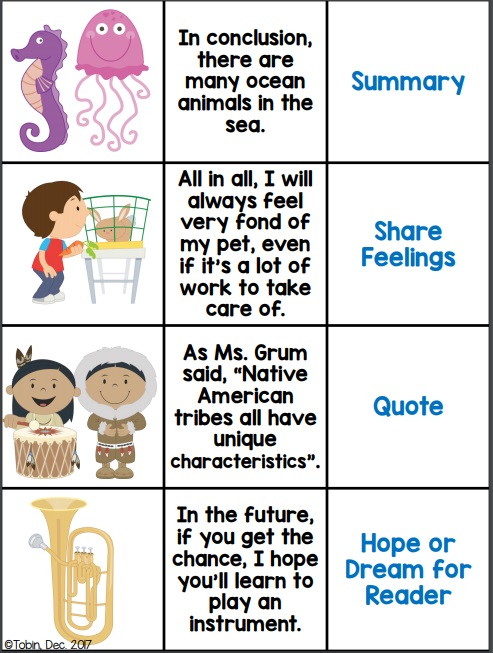 In conclusion,
there are
many ocean
animals in the
sea.
Summary
All in all, I will
always feel
very fond of
my pet, even
if it's a lot of
work to take
care of.
Share
Feelings
As Ms. Grum
said, “Native
American
tribes all have
unique
characteristics”.
Quote
In the future,
if you get the
chance, I hope
you'll learn to
play an
instrument.
Hope or
Dream for
Reader
©Tobin, Dec. 2017